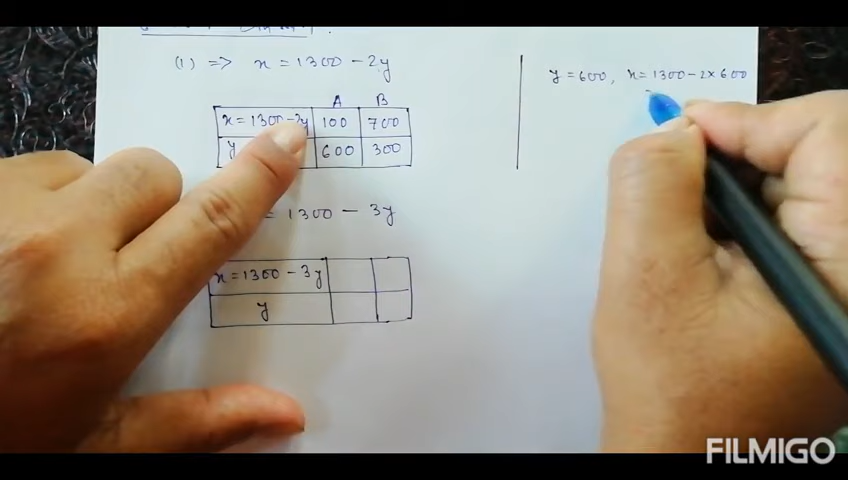 (1) => x = 1300 - 2y
A B
x = 1300 - 2y 100 700
y 600 300
= 1300 - 3y
x = 1300 - 3y
y
y = 600, x = 1300 - 2 × 600
FILMIGO